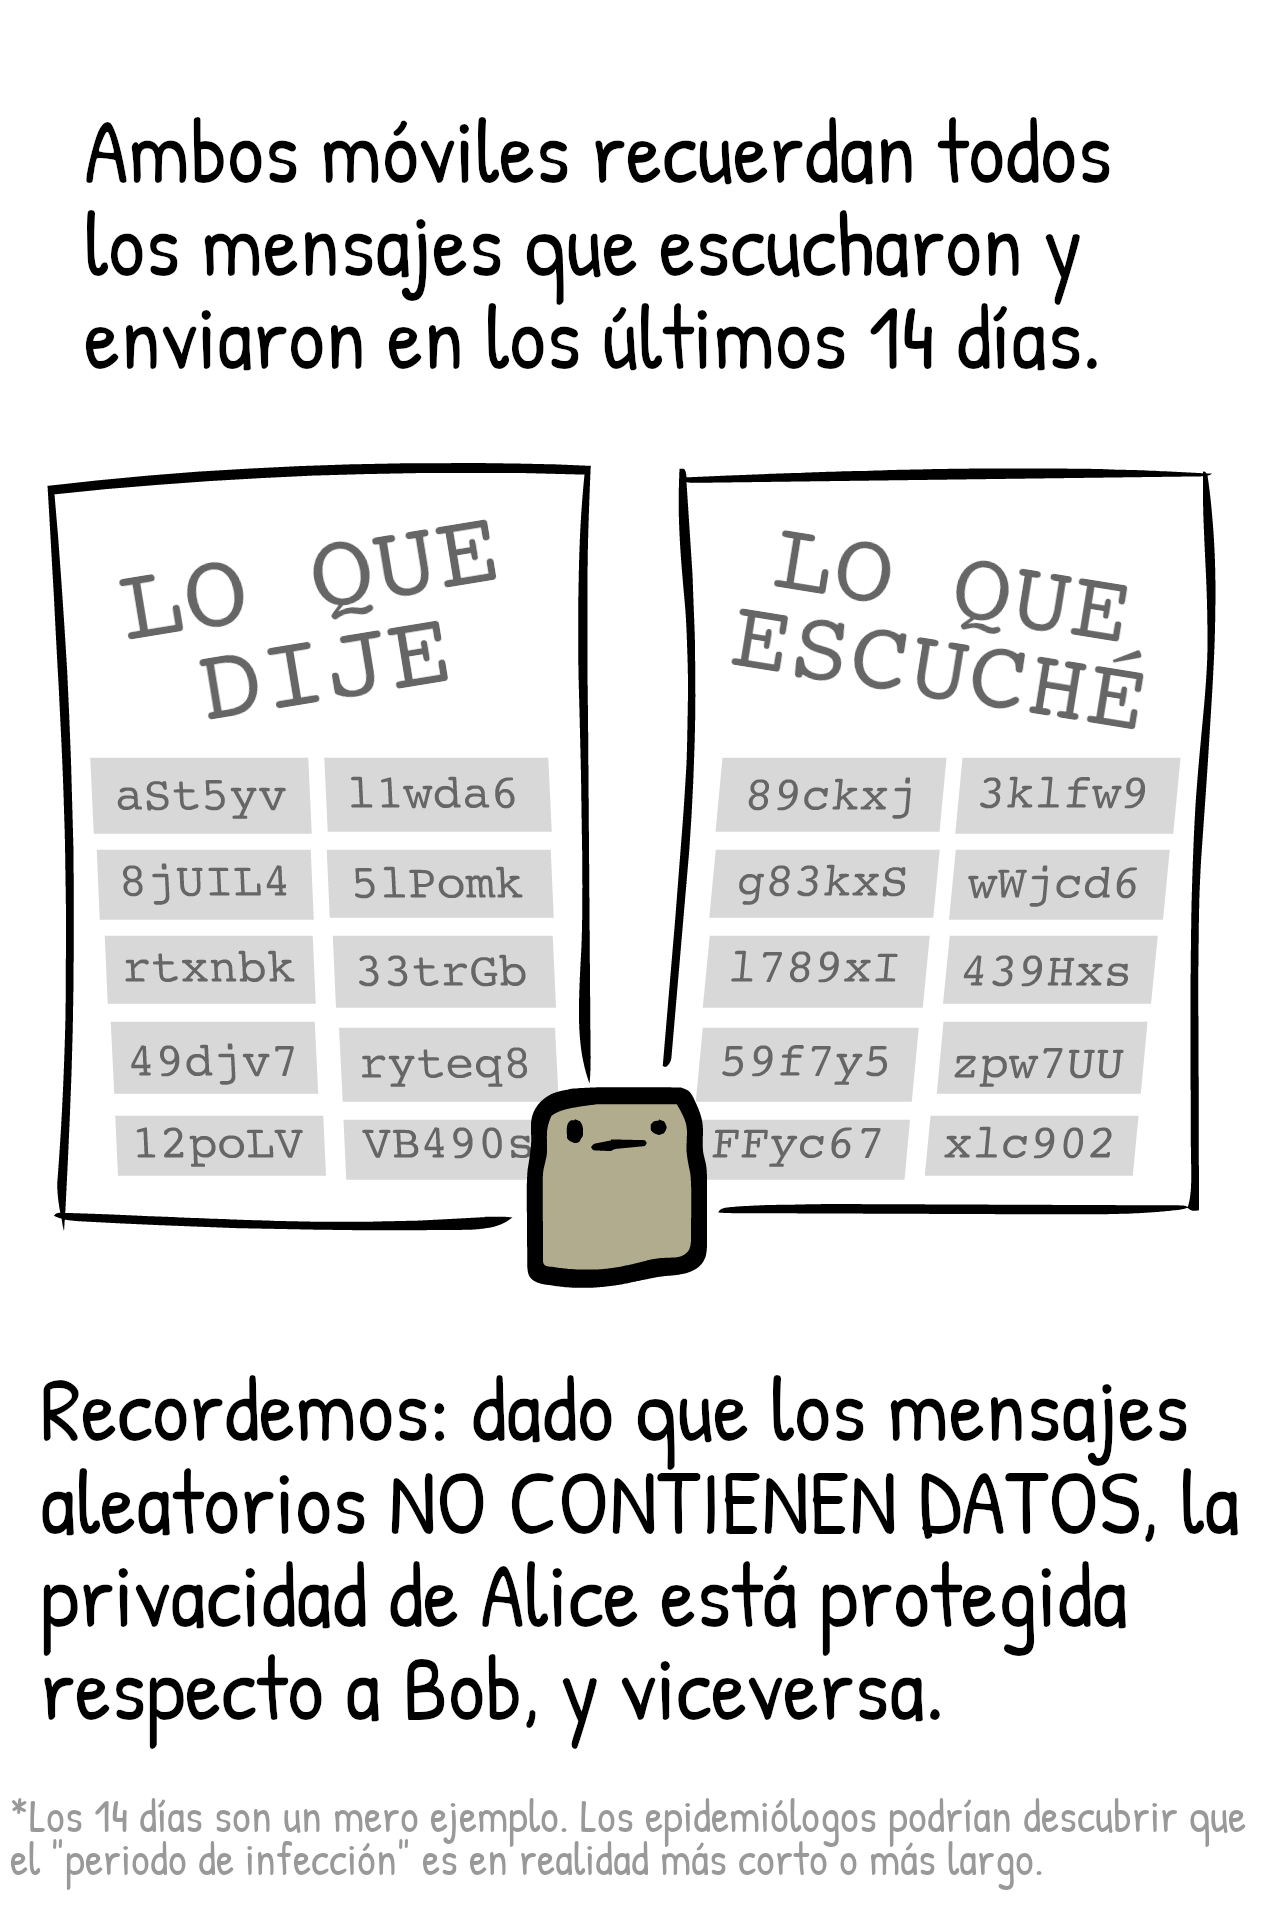 Ambos móviles recuerdan todos
los mensajes que escucharon y
enviaron en los últimos 14 días.
LO QUE
DIJE
aSt5yv l1wda6
8jUIL4 5lPomk
rtxnbk 33trGb
49djv7 ryteq8
12poLV VB490s
LO QUE
ESCUCHÉ
89ckxj 3klfw9
g83kxS wWjcd6
l789xI 439Hxs
59f7y5 zpw7UU
FFyc67 xlc902
Recordemos: dado que los mensajes
aleatorios NO CONTIENEN DATOS, la
privacidad de Alice está protegida
respecto a Bob, y viceversa.
*Los 14 días son un mero ejemplo. Los epidemiólogos podrían descubrir que
el "periodo de infección" es en realidad más corto o más largo.